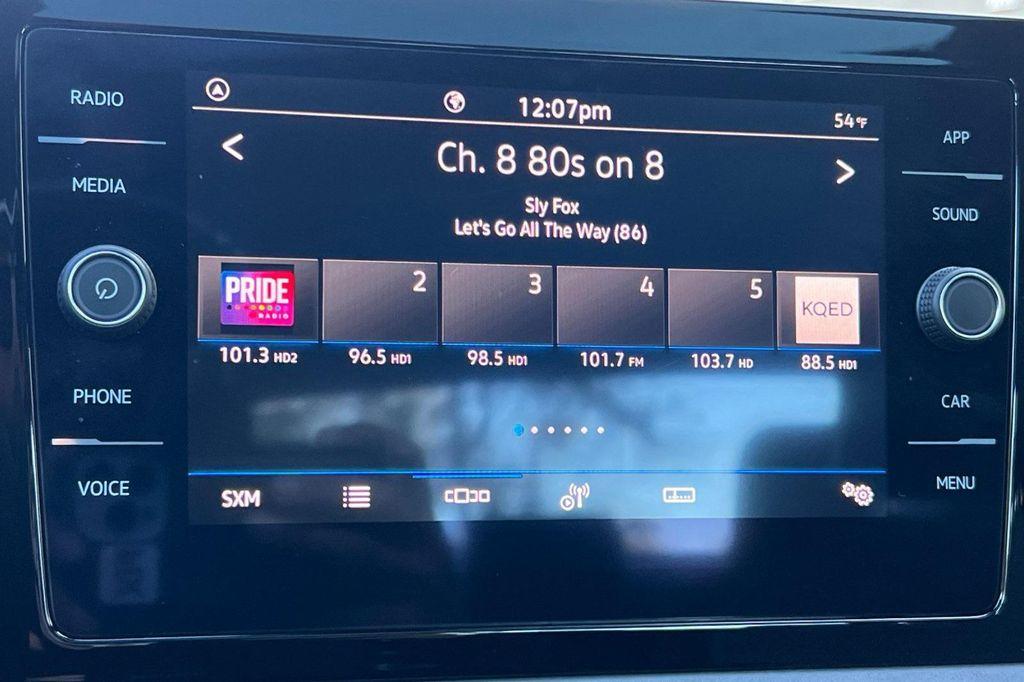 RADIO
MEDIA
PHONE
VOICE
12:07pm
54°F
Ch. 8 80s on 8
Sly Fox
Let's Go All The Way (86)
PRIDE
RADIO
2
3
4
5
KQED
101.3 HD2
96.5 HD1
98.5 HD1
101.7 FM
103.7 HD
88.5 HD1
SXM
APP
SOUND
CAR
MENU